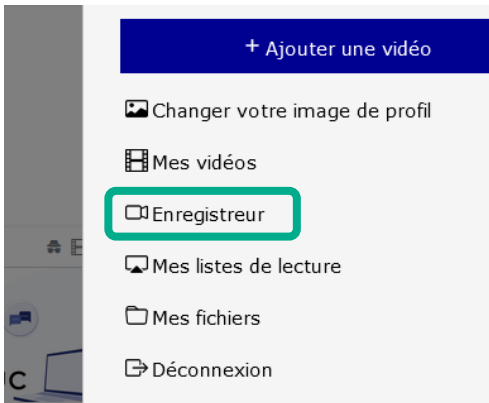 + Ajouter une vidéo
Changer votre image de profil
Mes vidéos
Enregistreur
Mes listes de lecture
Mes fichiers
Déconnexion
C